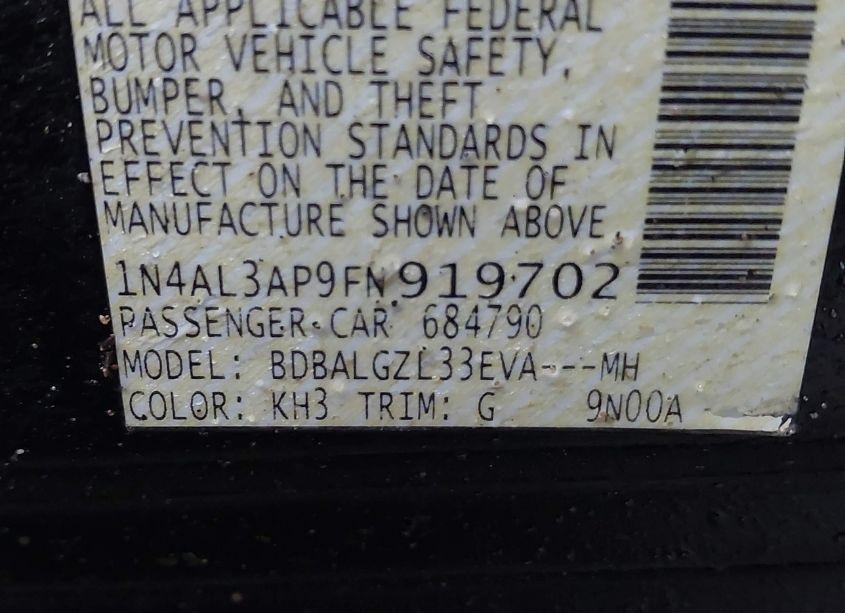 ALL APPLICABLE FEDERAL
MOTOR VEHICLE SAFETY,
BUMPER, AND THEFT
PREVENTION STANDARDS IN
EFFECT ON THE DATE OF
MANUFACTURE SHOWN ABOVE.
1N4AL3AP9FN919702
PASSENGER CAR 684790
MODEL: BDBALGZL33EVA---MH
COLOR: KH3 TRIM: G 9N00A